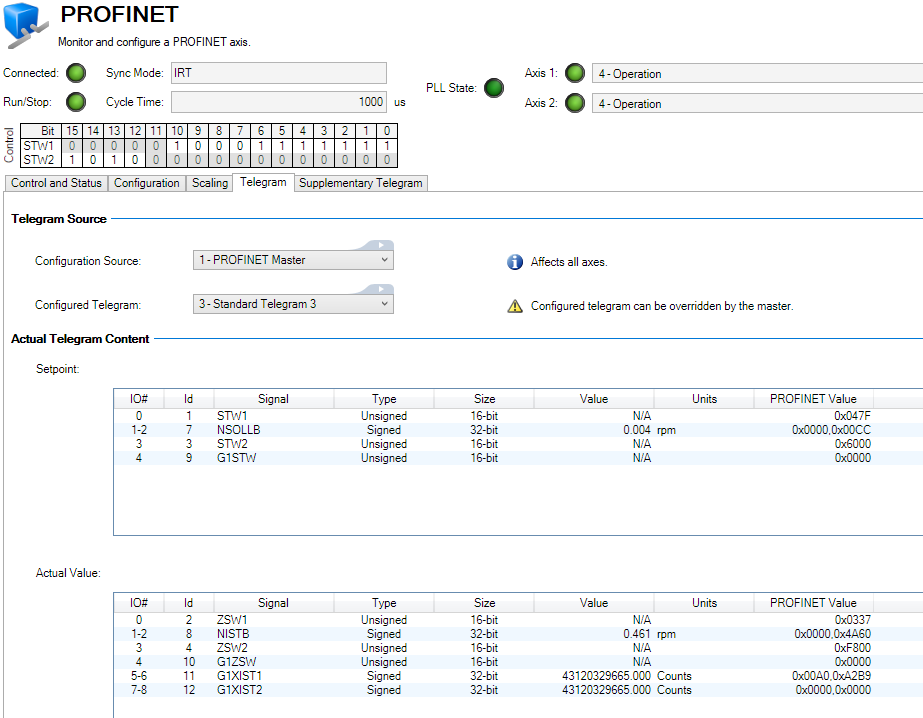 PROFINET
Monitor and configure a PROFINET axis.
Connected: Sync Mode: IRT PLL State: Axis 1: 4 - Operation
Run/Stop: Cycle Time: 1000 us Axis 2: 4 - Operation
Control
Bit 15 14 13 12 11 10 9 8 7 6 5 4 3 2 1 0
STW1 0 0 0 0 0 1 0 0 0 1 1 1 1 1 1 1
STW2 1 0 1 0 0 0 0 0 0 0 0 0 0 0 0 0
Control and Status Configuration Scaling Telegram Supplementary Telegram
Telegram Source
Configuration Source: 1 - PROFINET Master Affects all axes.
Configured Telegram: 3 - Standard Telegram 3 Configured telegram can be overridden by the master.
Actual Telegram Content
Setpoint:
IO# Id Signal Type Size Value Units PROFINET Value
0 1 STW1 Unsigned 16-bit N/A 0x047F
1-2 7 NSOLLB Signed 32-bit 0.004 rpm 0x0000,0x00CC
3 3 STW2 Unsigned 16-bit N/A 0x6000
4 9 G1STW Unsigned 16-bit N/A 0x0000
Actual Value:
IO# Id Signal Type Size Value Units PROFINET Value
0 2 ZSW1 Unsigned 16-bit N/A 0x0337
1-2 8 NISTB Signed 32-bit 0.461 rpm 0x0000,0x4A60
3 4 ZSW2 Unsigned 16-bit N/A 0xF800
4 10 G1ZSW Unsigned 16-bit N/A 0x0000
5-6 11 G1XIST1 Signed 32-bit 43120329665.000 Counts 0x00A0,0xA2B9
7-8 12 G1XIST2 Signed 32-bit 43120329665.000 Counts 0x0000,0x0000